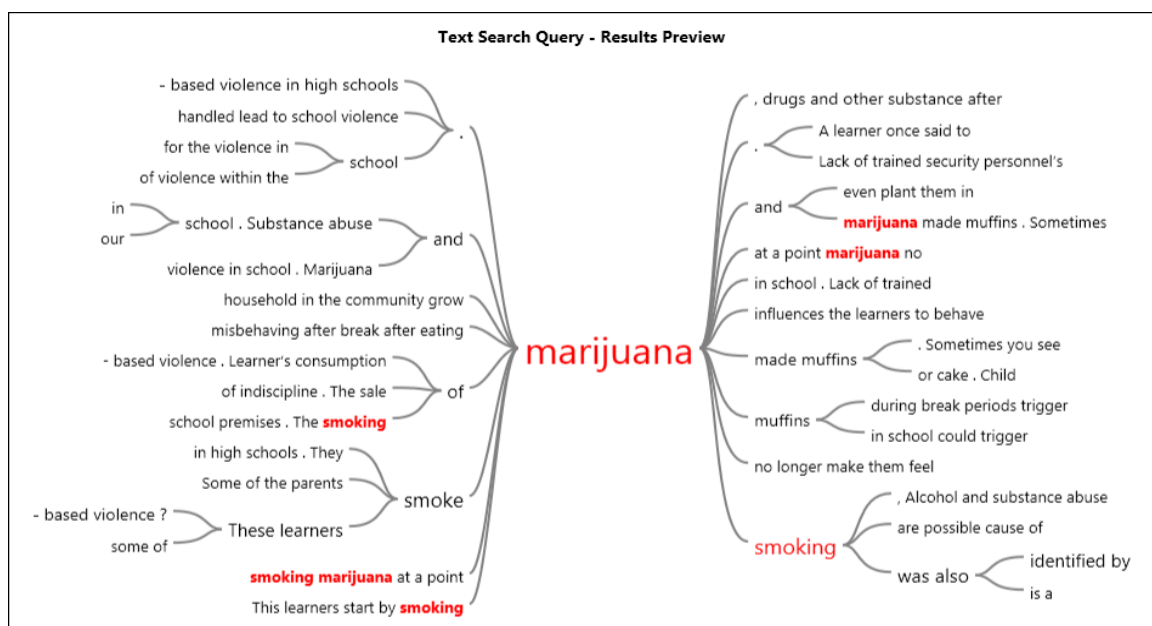 Text Search Query - Results Preview
- based violence in high schools
handled lead to school violence
.
for the violence in
school
of violence within the
in
school . Substance abuse
our
and
violence in school . Marijuana
household in the community grow
misbehaving after break after eating
- based violence . Learner's consumption
of indiscipline . The sale
of
school premises . The smoking
in high schools . They
Some of the parents
smoke
- based violence ?
These learners
some of
smoking marijuana at a point
This learners start by smoking
marijuana
, drugs and other substance after
.
A learner once said to
Lack of trained security personnel's
and
even plant them in
marijuana made muffins . Sometimes
at a point marijuana no
in school . Lack of trained
influences the learners to behave
made muffins
. Sometimes you see
or cake . Child
muffins
during break periods trigger
in school could trigger
no longer make them feel
smoking
, Alcohol and substance abuse
are possible cause of
was also
identified by
is a